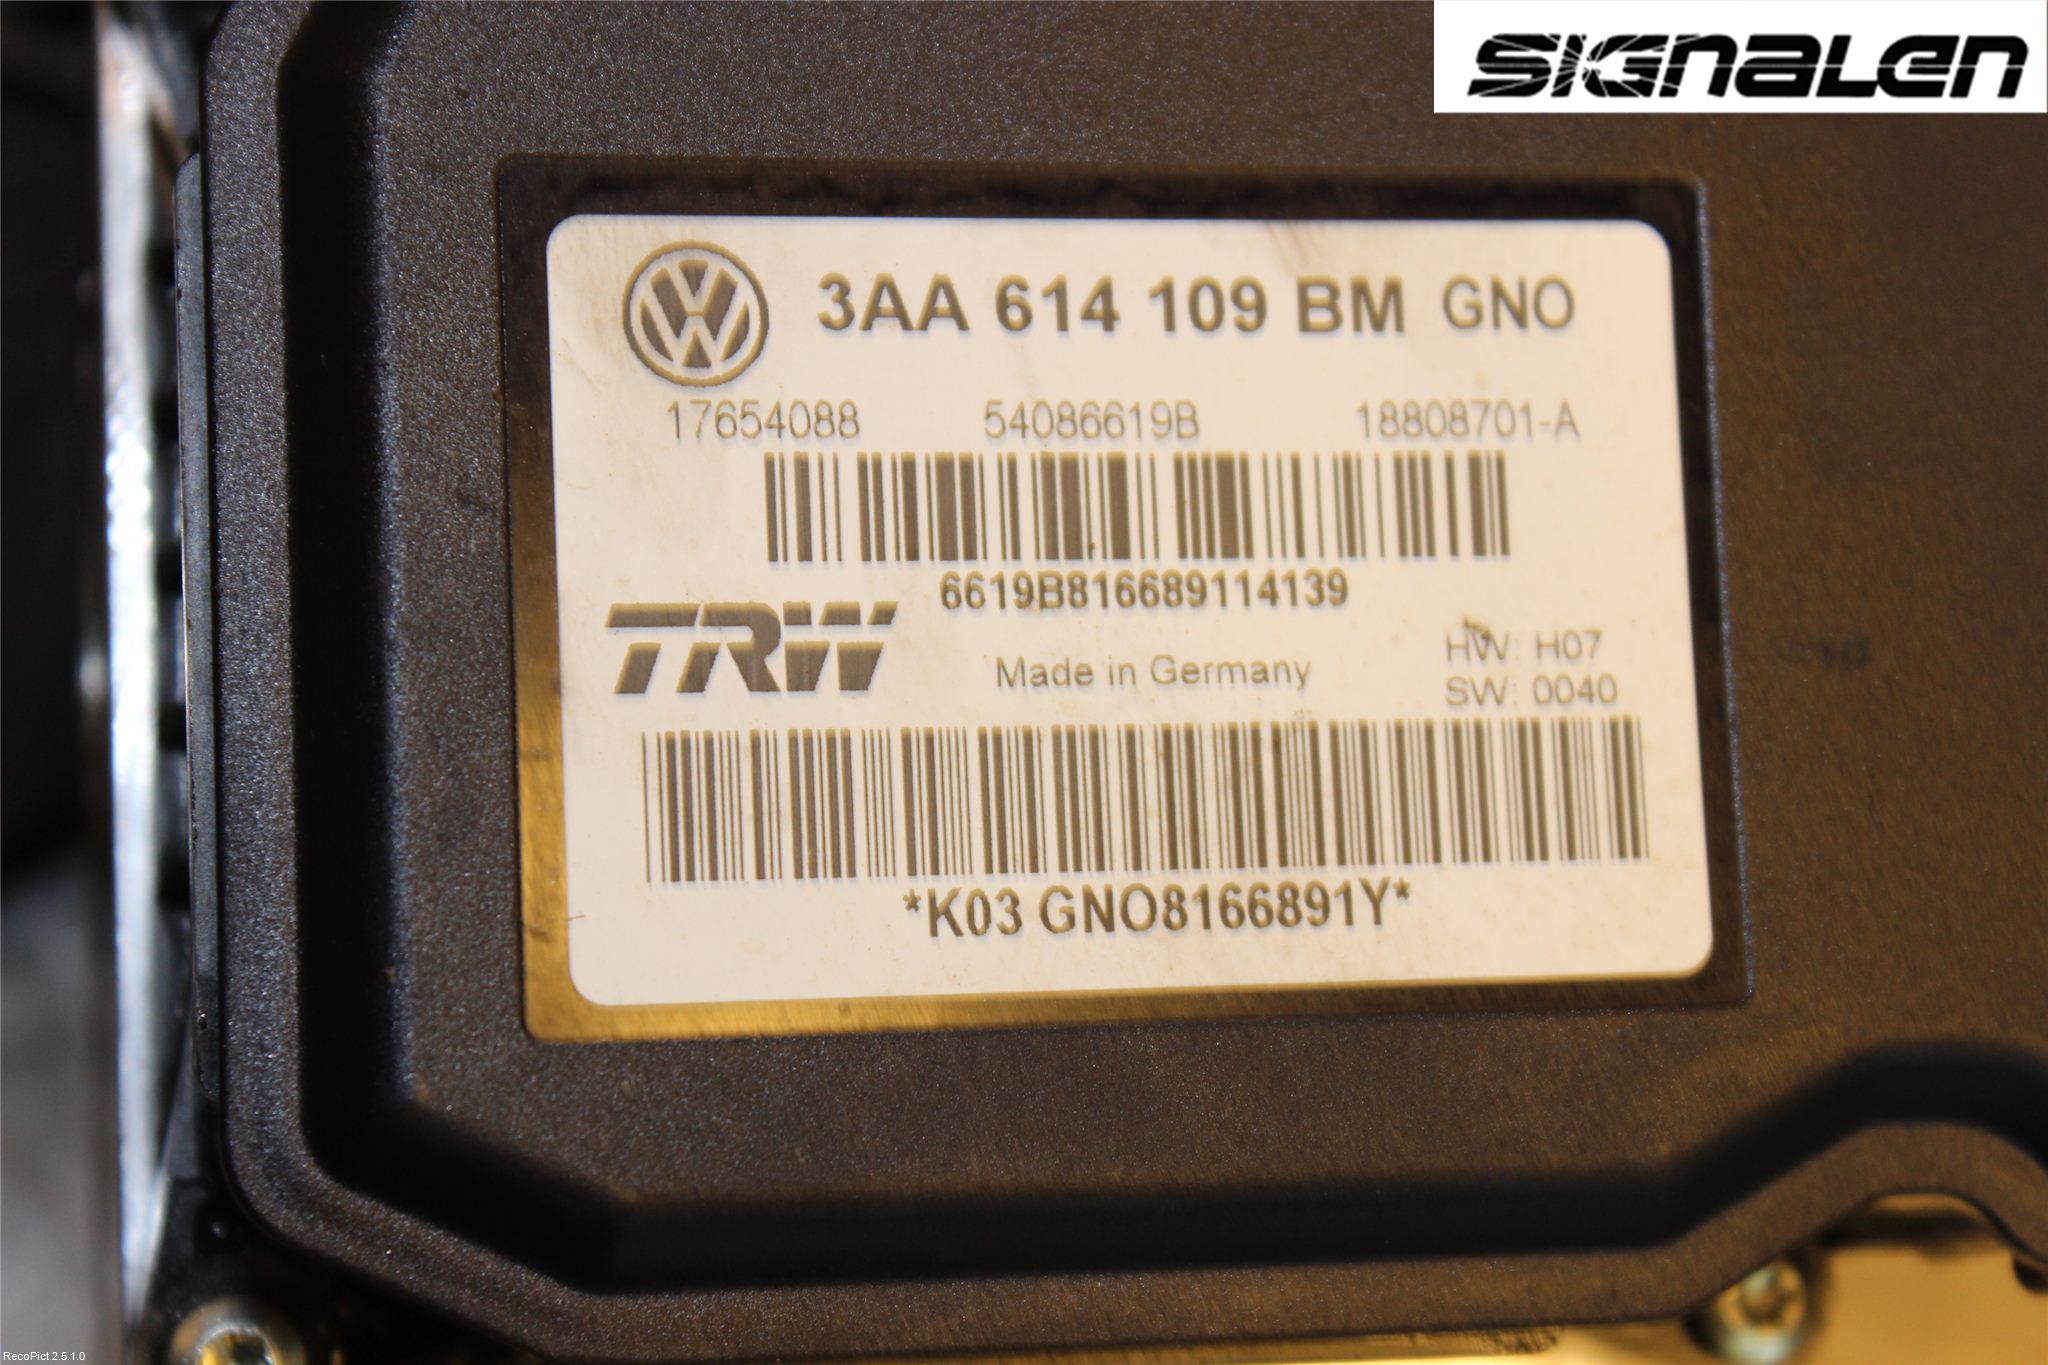 SIGNALEN
3AA 614 109 BM GNO
17654088 54086619B 18808701-A
6619B816689114139
TRW
Made in Germany
HW: H07
SW: 0040
*K03 GNO8166891Y*
RecoPict 2.5.1.0